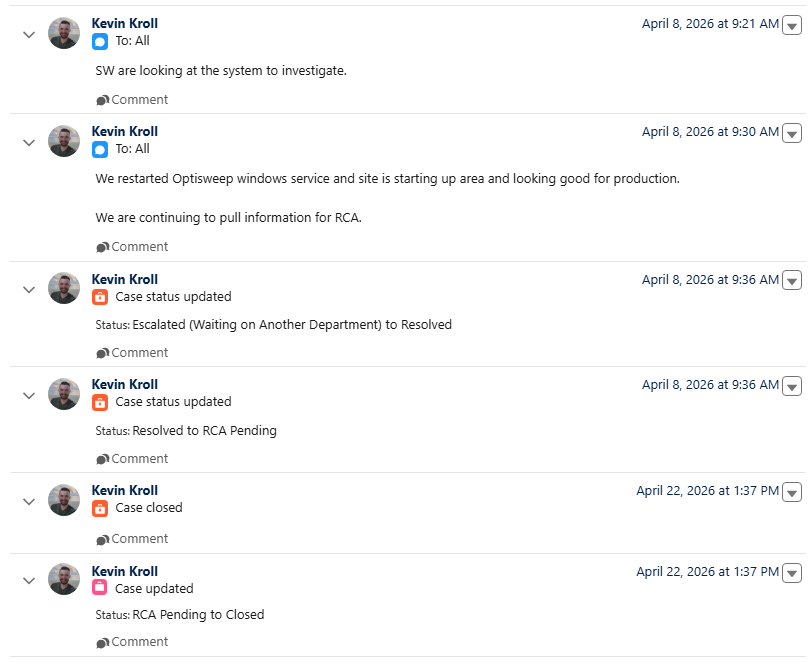 Kevin Kroll
April 8, 2026 at 9:21 AM
To: All
SW are looking at the system to investigate.
Comment
Kevin Kroll
April 8, 2026 at 9:30 AM
To: All
We restarted Optisweep windows service and site is starting up area and looking good for production.
We are continuing to pull information for RCA.
Comment
Kevin Kroll
April 8, 2026 at 9:36 AM
Case status updated
Status: Escalated (Waiting on Another Department) to Resolved
Comment
Kevin Kroll
April 8, 2026 at 9:36 AM
Case status updated
Status: Resolved to RCA Pending
Comment
Kevin Kroll
April 22, 2026 at 1:37 PM
Case closed
Comment
Kevin Kroll
April 22, 2026 at 1:37 PM
Case updated
Status: RCA Pending to Closed
Comment